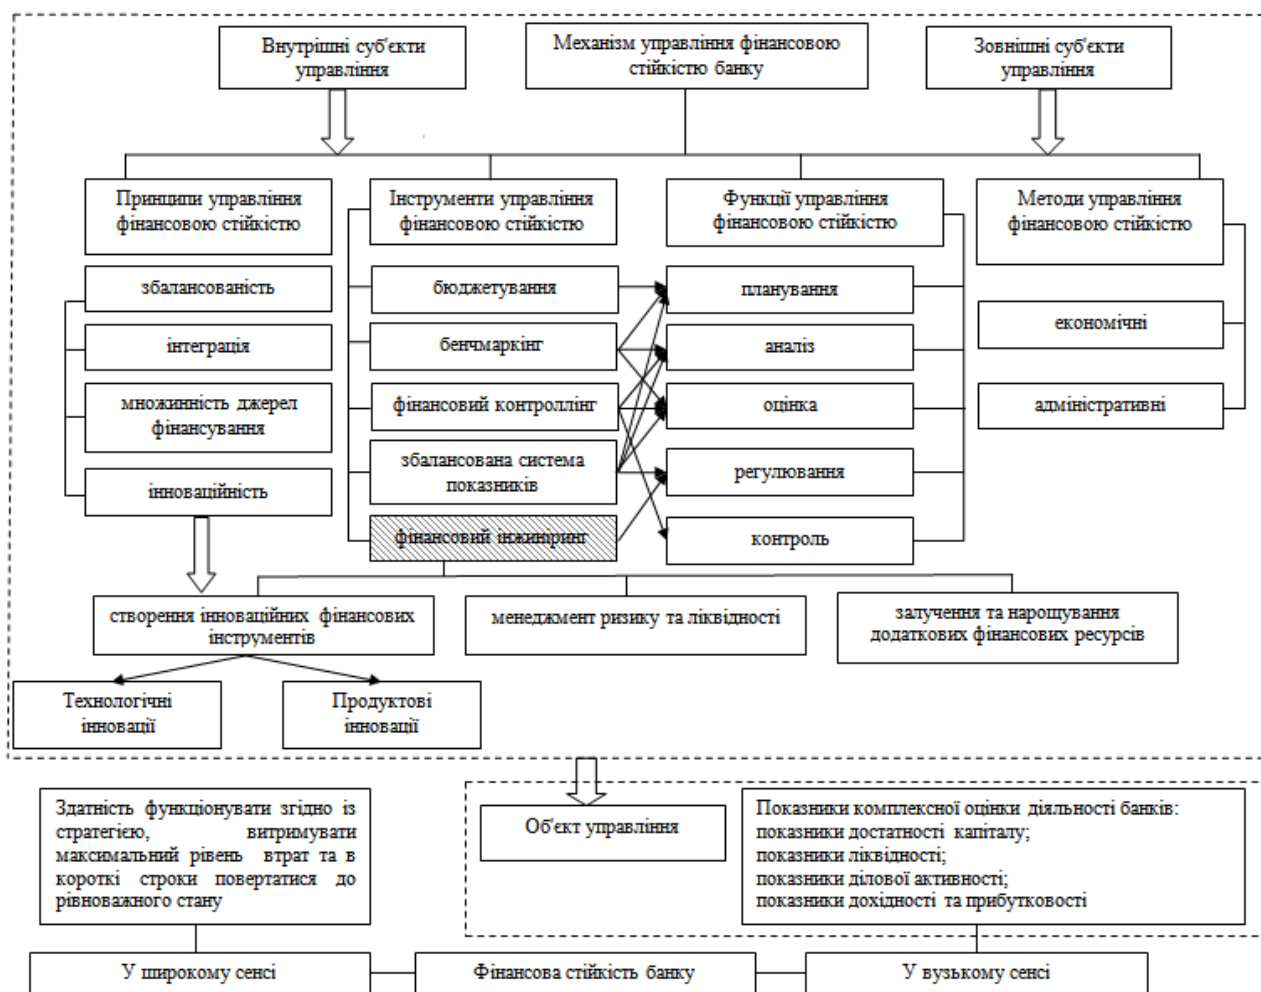 Внутрішні суб'єкти
управління
Механізм управління фінансовою
стійкістю банку
Зовнішні суб'єкти
управління
Принципи управління
фінансовою стійкістю
Інструменти управління
фінансовою стійкістю
Функції управління
фінансовою стійкістю
Методи управління
фінансовою стійкістю
збалансованість
бюджетування
планування
інтеграція
бенчмаркінг
аналіз
економічні
множинність джерел
фінансування
фінансовий контроллінг
оцінка
адміністративні
інноваційність
збалансована система
показників
регулювання
фінансовий інжиніринг
контроль
створення інноваційних фінансових
інструментів
менеджмент ризику та ліквідності
залучення та нарощування
додаткових фінансових ресурсів
Технологічні
інновації
Продуктові
інновації
Здатність функціонувати згідно із
стратегією, витримувати
максимальний рівень втрат та в
короткі строки повертатися до
рівноважного стану
Об'єкт управління
Показники комплексної оцінки діяльності банків:
показники достатності капіталу;
показники ліквідності;
показники ділової активності;
показники дохідності та прибутковості
У широкому сенсі
Фінансова стійкість банку
У вузькому сенсі